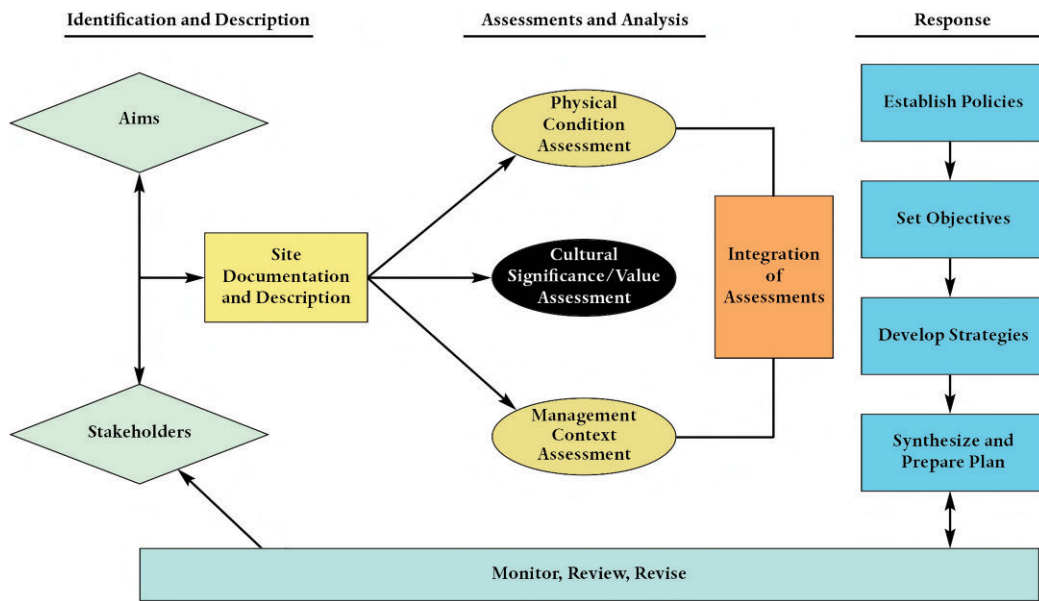 Identification and Description
Assessments and Analysis
Response
Aims
Stakeholders
Site
Documentation
and Description
Physical
Condition
Assessment
Cultural
Significance/Value
Assessment
Management
Context
Assessment
Integration
of
Assessments
Establish Policies
Set Objectives
Develop Strategies
Synthesize and
Prepare Plan
Monitor, Review, Revise